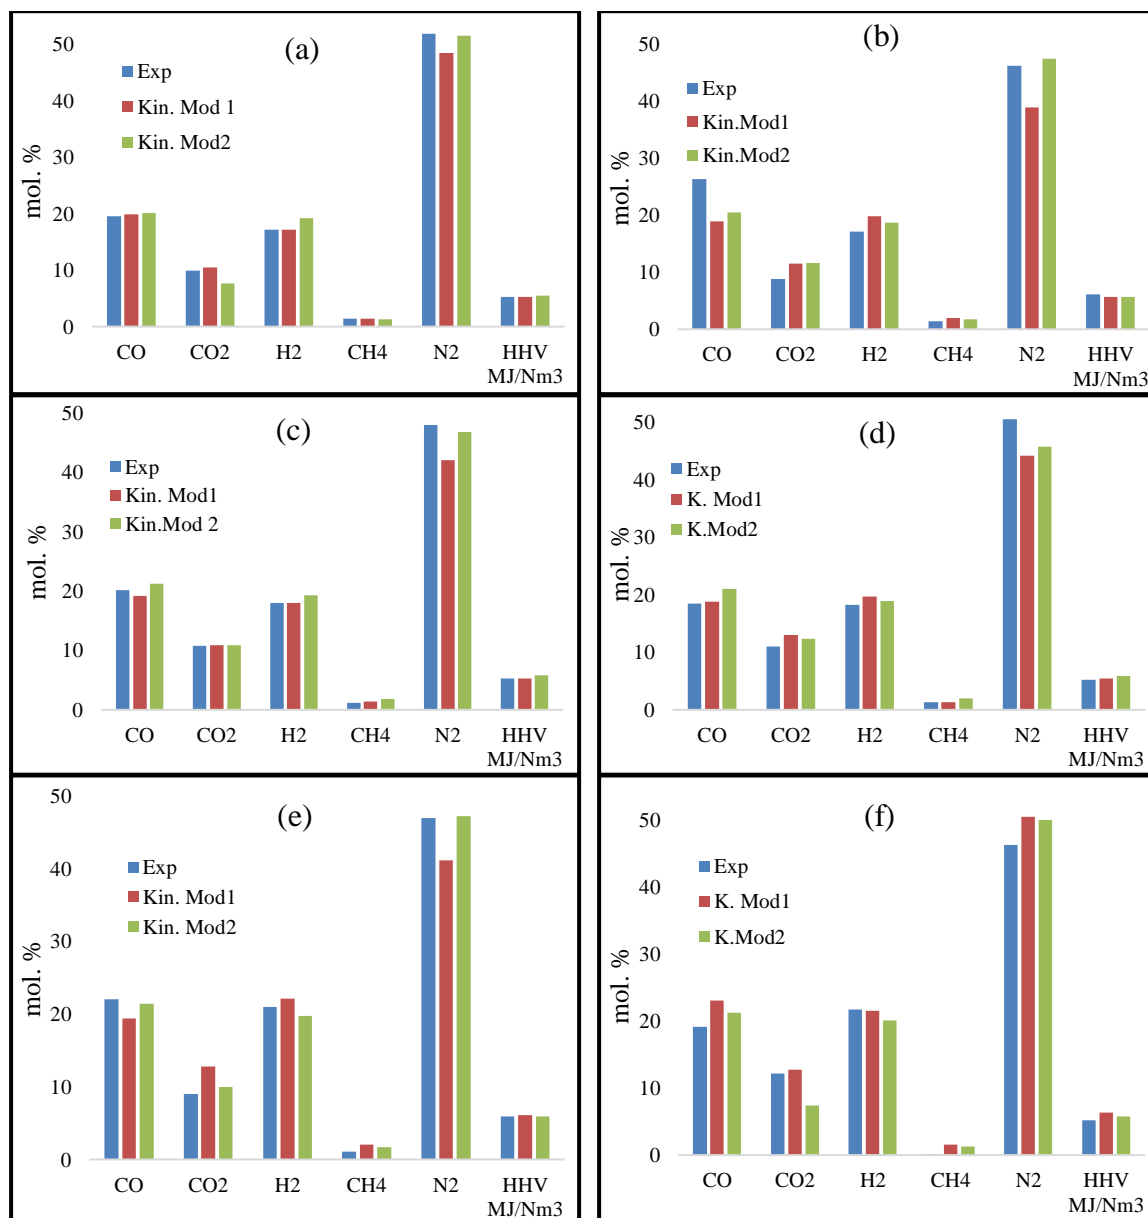 (a)
mol. %
50
40
30
20
10
0
Exp
Kin. Mod 1
Kin. Mod2
CO CO2 H2 CH4 N2 HHV
MJ/Nm3
(b)
mol. %
50
40
30
20
10
0
Exp
Kin.Mod1
Kin.Mod2
CO CO2 H2 CH4 N2 HHV
MJ/Nm3
(c)
mol. %
50
40
30
20
10
0
Exp
Kin. Mod1
Kin.Mod 2
CO CO2 H2 CH4 N2 HHV
MJ/Nm3
(d)
mol. %
50
40
30
20
10
0
Exp
K. Mod1
K.Mod2
CO CO2 H2 CH4 N2 HHV
MJ/Nm3
(e)
mol. %
50
40
30
20
10
0
Exp
Kin. Mod1
Kin. Mod2
CO CO2 H2 CH4 N2 HHV
MJ/Nm3
(f)
mol. %
50
40
30
20
10
0
Exp
K. Mod1
K.Mod2
CO CO2 H2 CH4 N2 HHV
MJ/Nm3